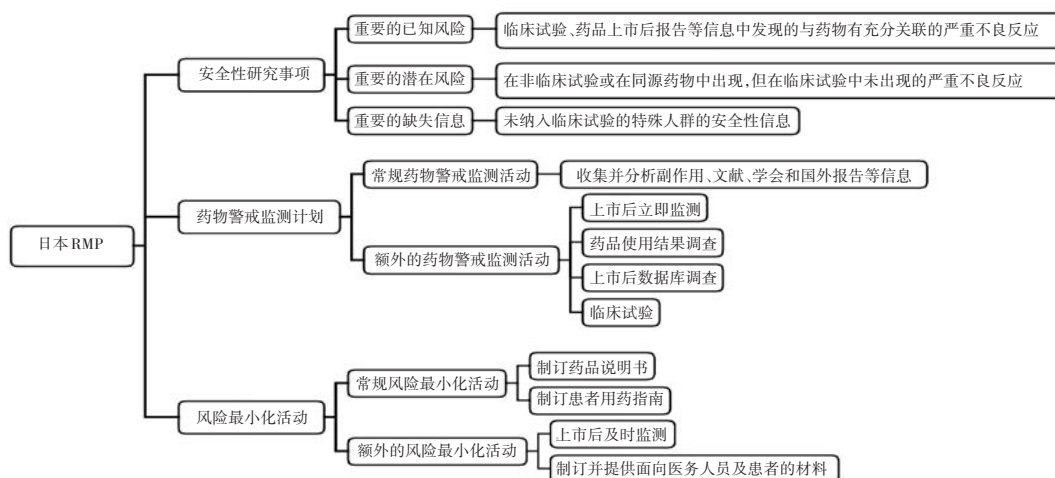 日本 RMP
安全性研究事项
重要的已知风险
临床试验、药品上市后报告等信息中发现的与药物有充分关联的严重不良反应
重要的潜在风险
在非临床试验或在同源药物中出现,但在临床试验中未出现的严重不良反应
重要的缺失信息
未纳入临床试验的特殊人群的安全性信息
药物警戒监测计划
常规药物警戒监测活动
收集并分析副作用、文献、学会和国外报告等信息
额外的药物警戒监测活动
上市后立即监测
药品使用结果调查
上市后数据库调查
临床试验
风险最小化活动
常规风险最小化活动
制订药品说明书
制订患者用药指南
额外的风险最小化活动
上市后及时监测
制订并提供面向医务人员及患者的材料